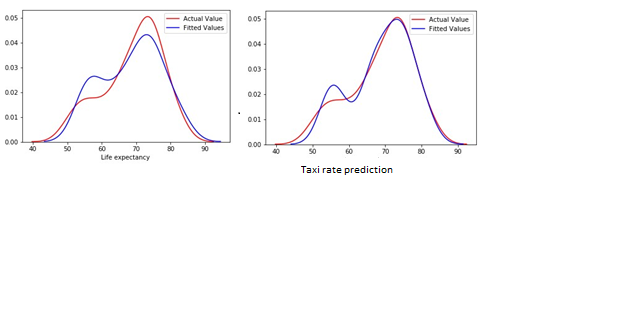 0.05
0.04
0.03
0.02
0.01
0.00
40 50 60 70 80 90
Life expectancy
Actual Value
Fitted Values
.
0.05
0.04
0.03
0.02
0.01
0.00
40 50 60 70 80 90
Actual Value
Fitted Values
Taxi rate prediction